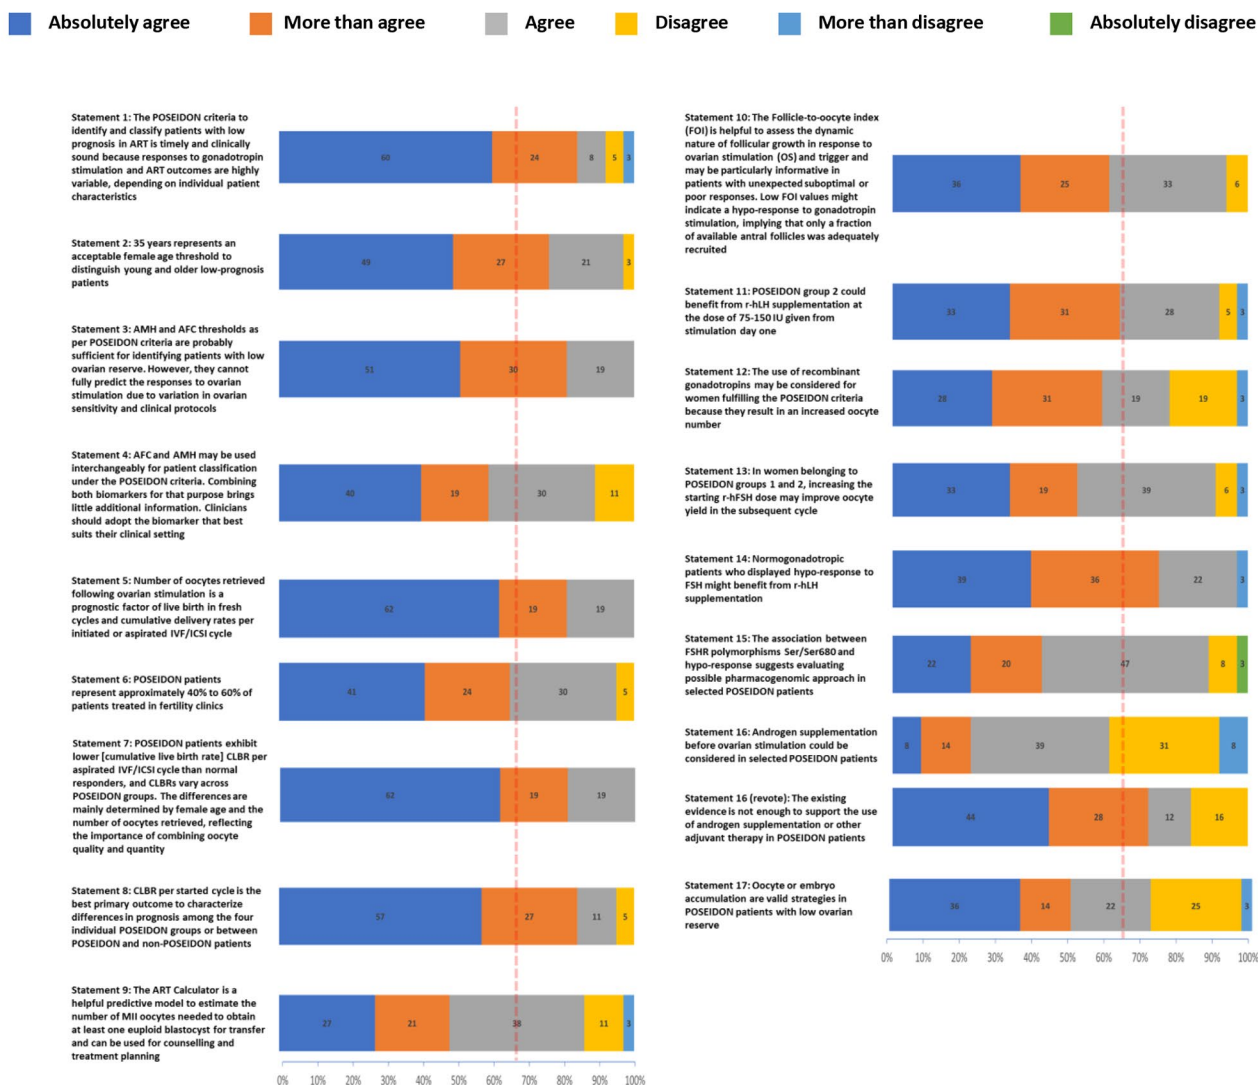 Absolutely agree More than agree Agree Disagree More than disagree Absolutely disagree
Statement 1: The POSEIDON criteria to
identify and classify patients with low
prognosis in ART is timely and clinically
sound because responses to gonadotropin
stimulation and ART outcomes are highly
variable, depending on individual patient
characteristics
60 24 8 5 3
Statement 2: 35 years represents an
acceptable female age threshold to
distinguish young and older low-prognosis
patients
49 27 21 3
Statement 3: AMH and AFC thresholds as
per POSEIDON criteria are probably
sufficient for identifying patients with low
ovarian reserve. However, they cannot
fully predict the responses to ovarian
stimulation due to variation in ovarian
sensitivity and clinical protocols
51 30 19
Statement 4: AFC and AMH may be used
interchangeably for patient classification
under the POSEIDON criteria. Combining
both biomarkers for that purpose brings
little additional information. Clinicians
should adopt the biomarker that best
suits their clinical setting
40 19 30 11
Statement 5: Number of oocytes retrieved
following ovarian stimulation is a
prognostic factor of live birth in fresh
cycles and cumulative delivery rates per
initiated or aspirated IVF/ICSI cycle
62 19 19
Statement 6: POSEIDON patients
represent approximately 40% to 60% of
patients treated in fertility clinics
41 24 30 5
Statement 7: POSEIDON patients exhibit
lower [cumulative live birth rate] CLBR per
aspirated IVF/ICSI cycle than normal
responders, and CLBRs vary across
POSEIDON groups. The differences are
mainly determined by female age and the
number of oocytes retrieved, reflecting
the importance of combining oocyte
quality and quantity
62 19 19
Statement 8: CLBR per started cycle is the
best primary outcome to characterize
differences in prognosis among the four
individual POSEIDON groups or between
POSEIDON and non-POSEIDON patients
57 27 11 5
Statement 9: The ART Calculator is a
helpful predictive model to estimate the
number of MII oocytes needed to obtain
at least one euploid blastocyst for transfer
and can be used for counselling and
treatment planning
27 21 38 11 3
0% 10% 20% 30% 40% 50% 60% 70% 80% 90% 100%
Statement 10: The Follicle-to-oocyte index
(FOI) is helpful to assess the dynamic
nature of follicular growth in response to
ovarian stimulation (OS) and trigger and
may be particularly informative in
patients with unexpected suboptimal or
poor responses. Low FOI values might
indicate a hypo-response to gonadotropin
stimulation, implying that only a fraction
of available antral follicles was adequately
recruited
36 25 33 6
Statement 11: POSEIDON group 2 could
benefit from r-hLH supplementation at
the dose of 75-150 IU given from
stimulation day one
33 31 28 5 3
Statement 12: The use of recombinant
gonadotropins may be considered for
women fulfilling the POSEIDON criteria
because they result in an increased oocyte
number
28 31 19 19 3
Statement 13: In women belonging to
POSEIDON groups 1 and 2, increasing the
starting r-hFSH dose may improve oocyte
yield in the subsequent cycle
33 19 39 6 3
Statement 14: Normogonadotropic
patients who displayed hypo-response to
FSH might benefit from r-hLH
supplementation
39 36 22 3
Statement 15: The association between
FSHR polymorphisms Ser/Ser680 and
hypo-response suggests evaluating
possible pharmacogenomic approach in
selected POSEIDON patients
22 20 47 8 3
Statement 16: Androgen supplementation
before ovarian stimulation could be
considered in selected POSEIDON patients
8 14 39 31 8
Statement 16 (revote): The existing
evidence is not enough to support the use
of androgen supplementation or other
adjuvant therapy in POSEIDON patients
44 28 12 16
Statement 17: Oocyte or embryo
accumulation are valid strategies in
POSEIDON patients with low ovarian
reserve
36 14 22 25 3
0% 10% 20% 30% 40% 50% 60% 70% 80% 90% 100%